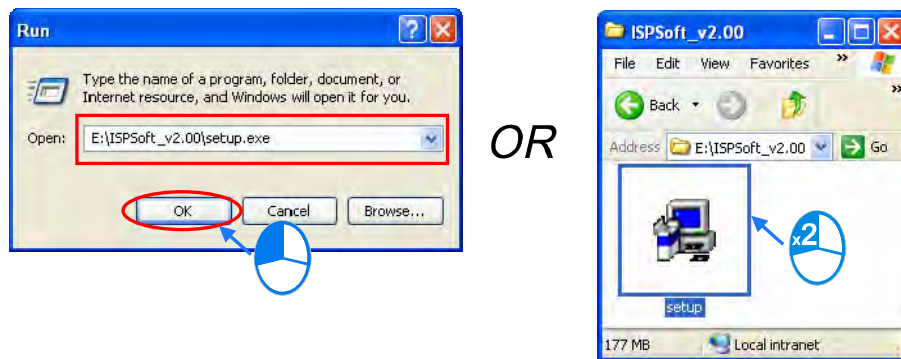 Run
Type the name of a program, folder, document, or
Internet resource, and Windows will open it for you.
Open: E:\ISPSoft_v2.00\setup.exe
OK Cancel Browse...
OR
ISPSoft_v2.00
File Edit View Favorites »
Back »
Address E:\ISPSoft_v2.00 Go
x2
setup
177 MB Local intranet